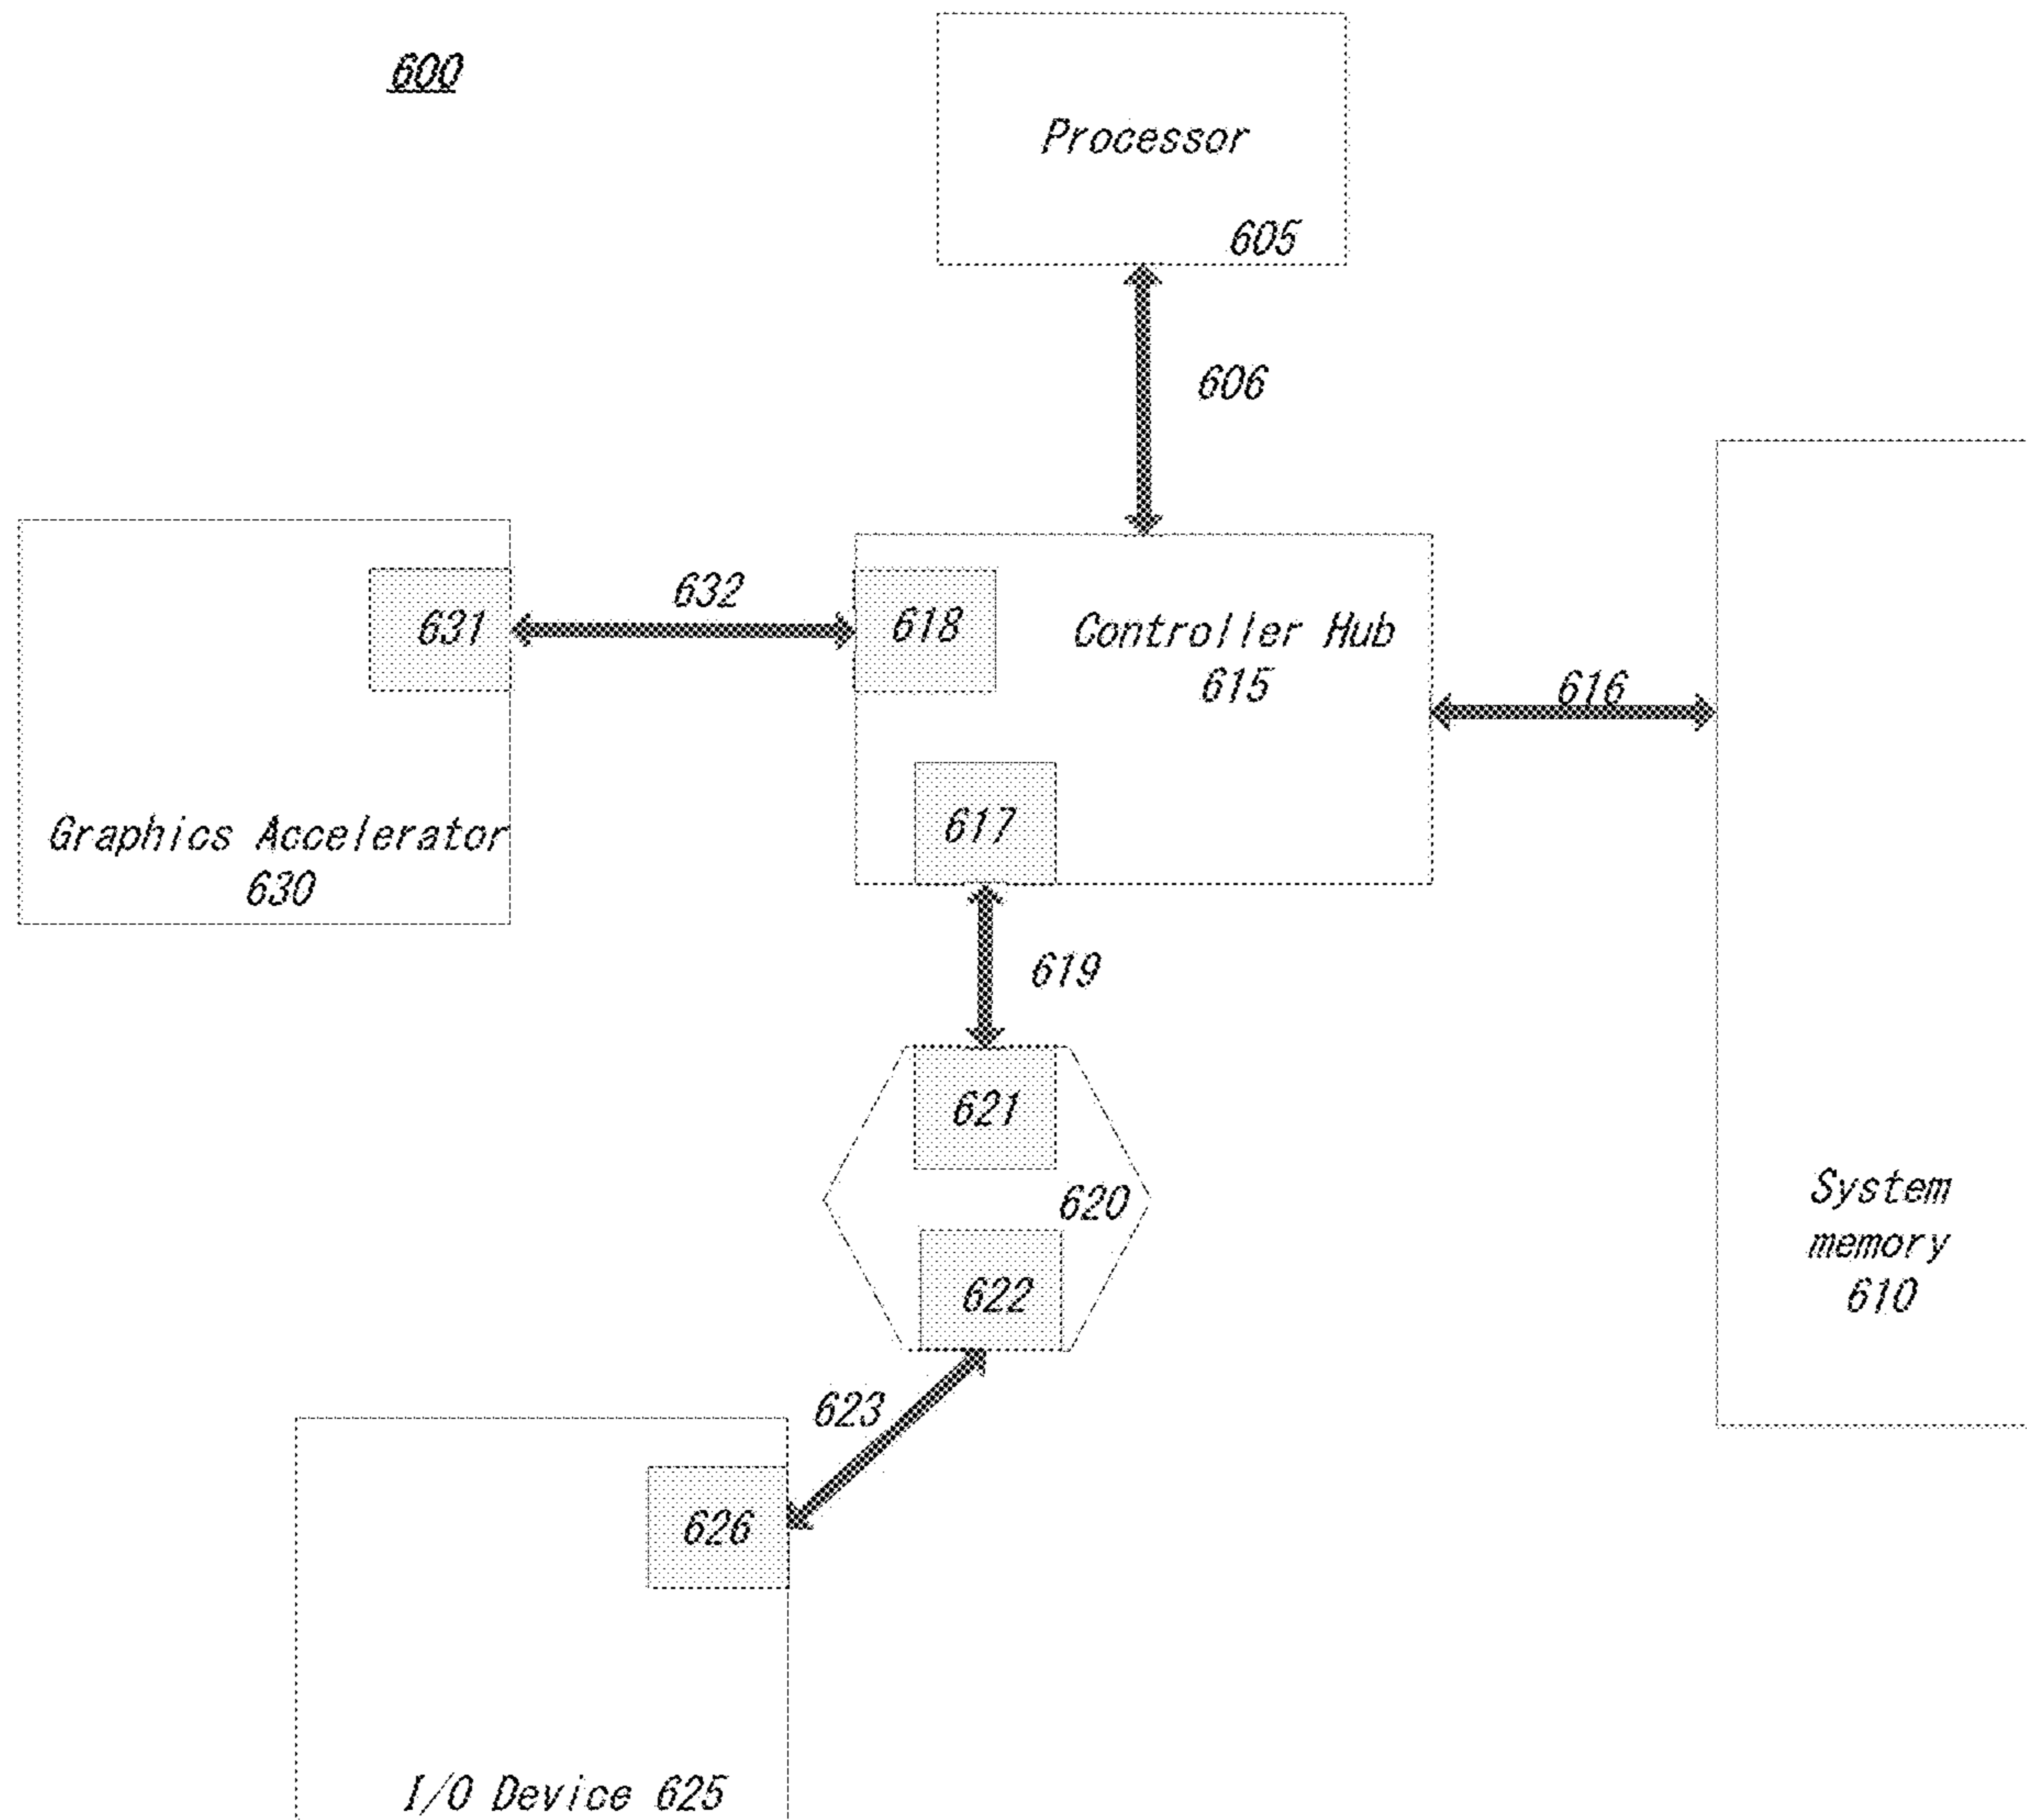 600
Processor
605
606
632
631
618
Controller Hub
615
616
617
Graphics Accelerator
630
619
621
620
622
System
memory
610
623
626
I/O Device 625